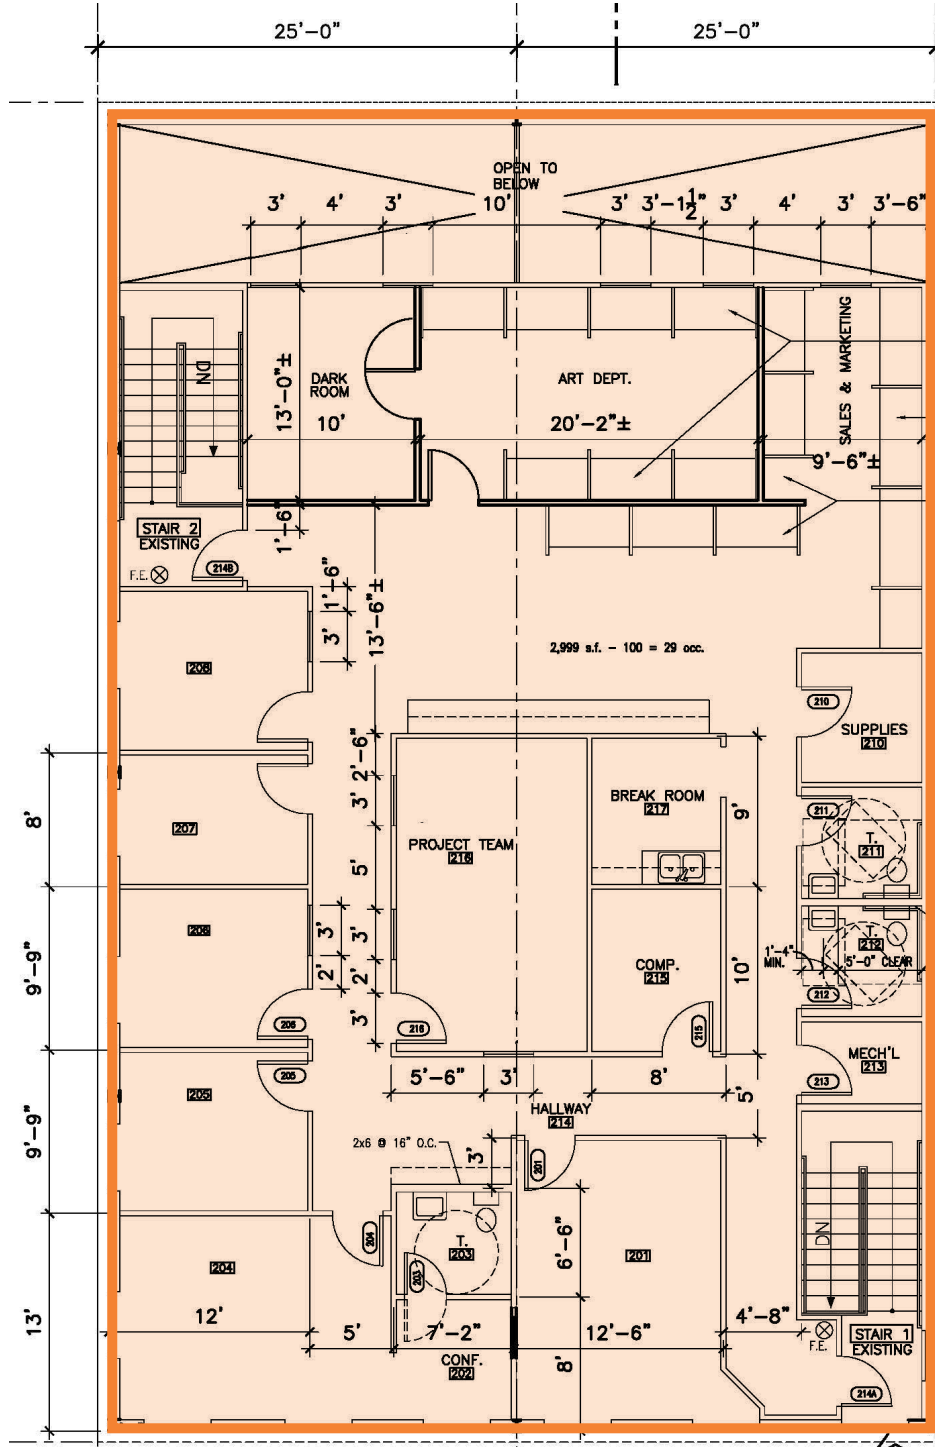 25'-0" 25'-0"
OPEN TO
BELOW
3' 4' 3' 10' 3' 3'-1 1/2" 3' 4' 3' 3'-6"
DN
13'-0"±
DARK
ROOM
10'
ART DEPT.
20'-2"±
SALES & MARKETING
9'-6"±
1'-6"
STAIR 2
EXISTING
214B
F.E.
1'-6"
13'-6"±
3'
2,999 s.f. - 100 = 29 occ.
208
210
SUPPLIES
210
2'-6"
8'
207
3'
PROJECT TEAM
216
BREAK ROOM
217
9'
211
T.
211
5'
9'-9"
206
3'
3'
2'
2'
COMP.
215
10'
T.
212
1'-4"
MIN.
5'-0" CLEAR
212
206
3'
216
215
MECH'L
213
213
205
205
9'-9"
5'-6" 3' 8'
5'
HALLWAY
214
2x6 @ 16" O.C.
3'
201
204
204
T.
203
203
6'-6"
201
DN
13'
12'
5'
7'-2"
12'-6"
4'-8"
F.E.
STAIR 1
EXISTING
CONF.
202
8'
214A